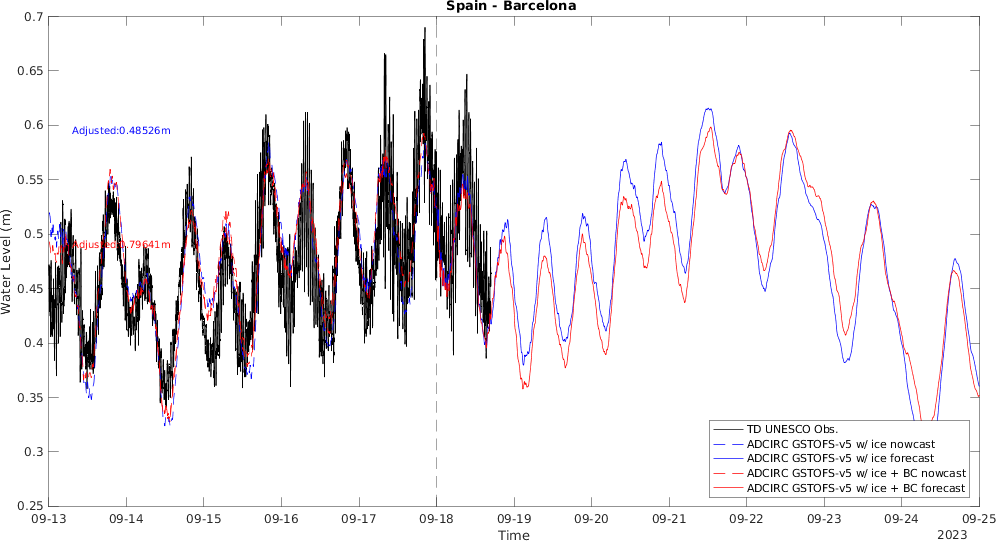 Spain - Barcelona
0.7
0.65
0.6
0.55
0.5
0.45
0.4
0.35
0.3
0.25
Water Level (m)
Adjusted:0.48526m
TD UNESCO Obs.
ADCIRC GSTOFS-v5 w/ ice nowcast
ADCIRC GSTOFS-v5 w/ ice forecast
ADCIRC GSTOFS-v5 w/ ice + BC nowcast
ADCIRC GSTOFS-v5 w/ ice + BC forecast
09-13 09-14 09-15 09-16 09-17 09-18 09-19 09-20 09-21 09-22 09-23 09-24 09-25
Time
2023